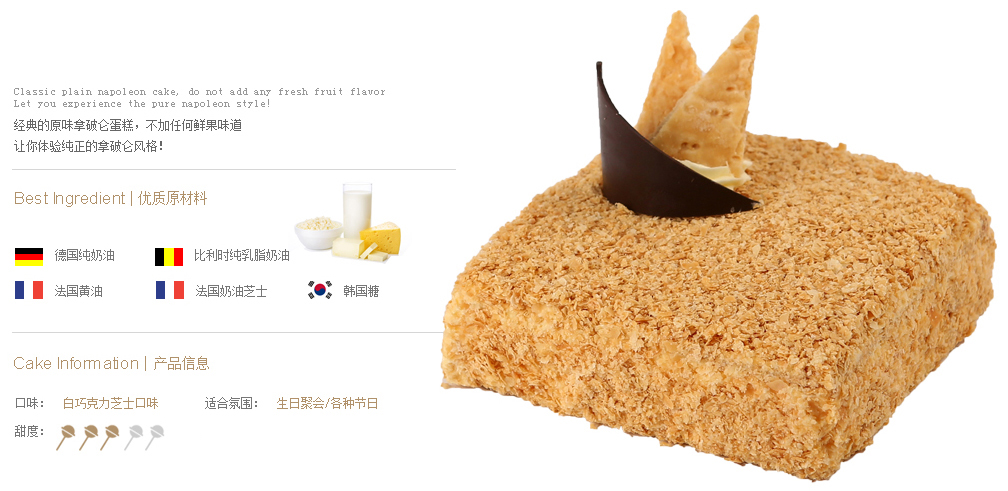 Classic plain napoleon cake, do not add any fresh fruit flavor
Let you experience the pure napoleon style!
经典的原味拿破仑蛋糕，不加任何鲜果味道
让你体验纯正的拿破仑风格！
Best Ingredient | 优质原材料
德国纯奶油 比利时纯乳脂奶油
法国黄油 法国奶油芝士 韩国糖
Cake Information | 产品信息
口味： 白巧克力芝士口味 适合氛围： 生日聚会/各种节日
甜度：